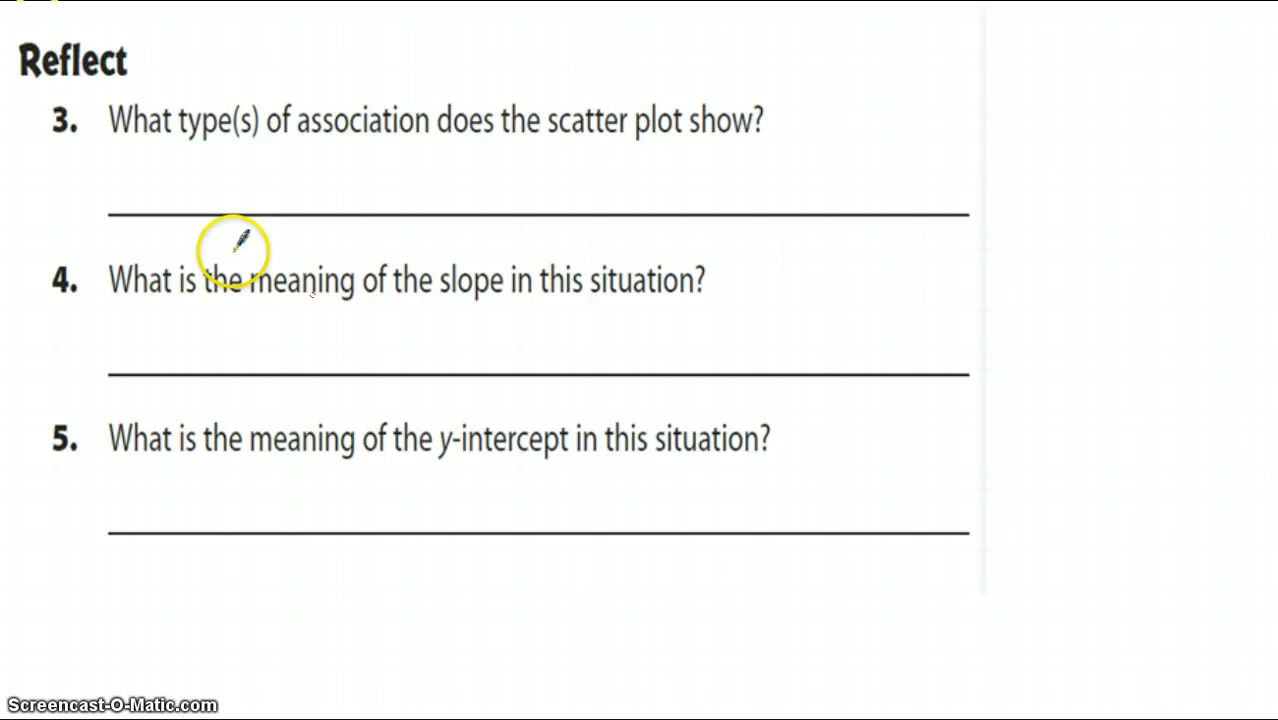 Reflect
3. What type(s) of association does the scatter plot show?
4. What is the meaning of the slope in this situation?
5. What is the meaning of the y-intercept in this situation?
Screencast-O-Matic.com